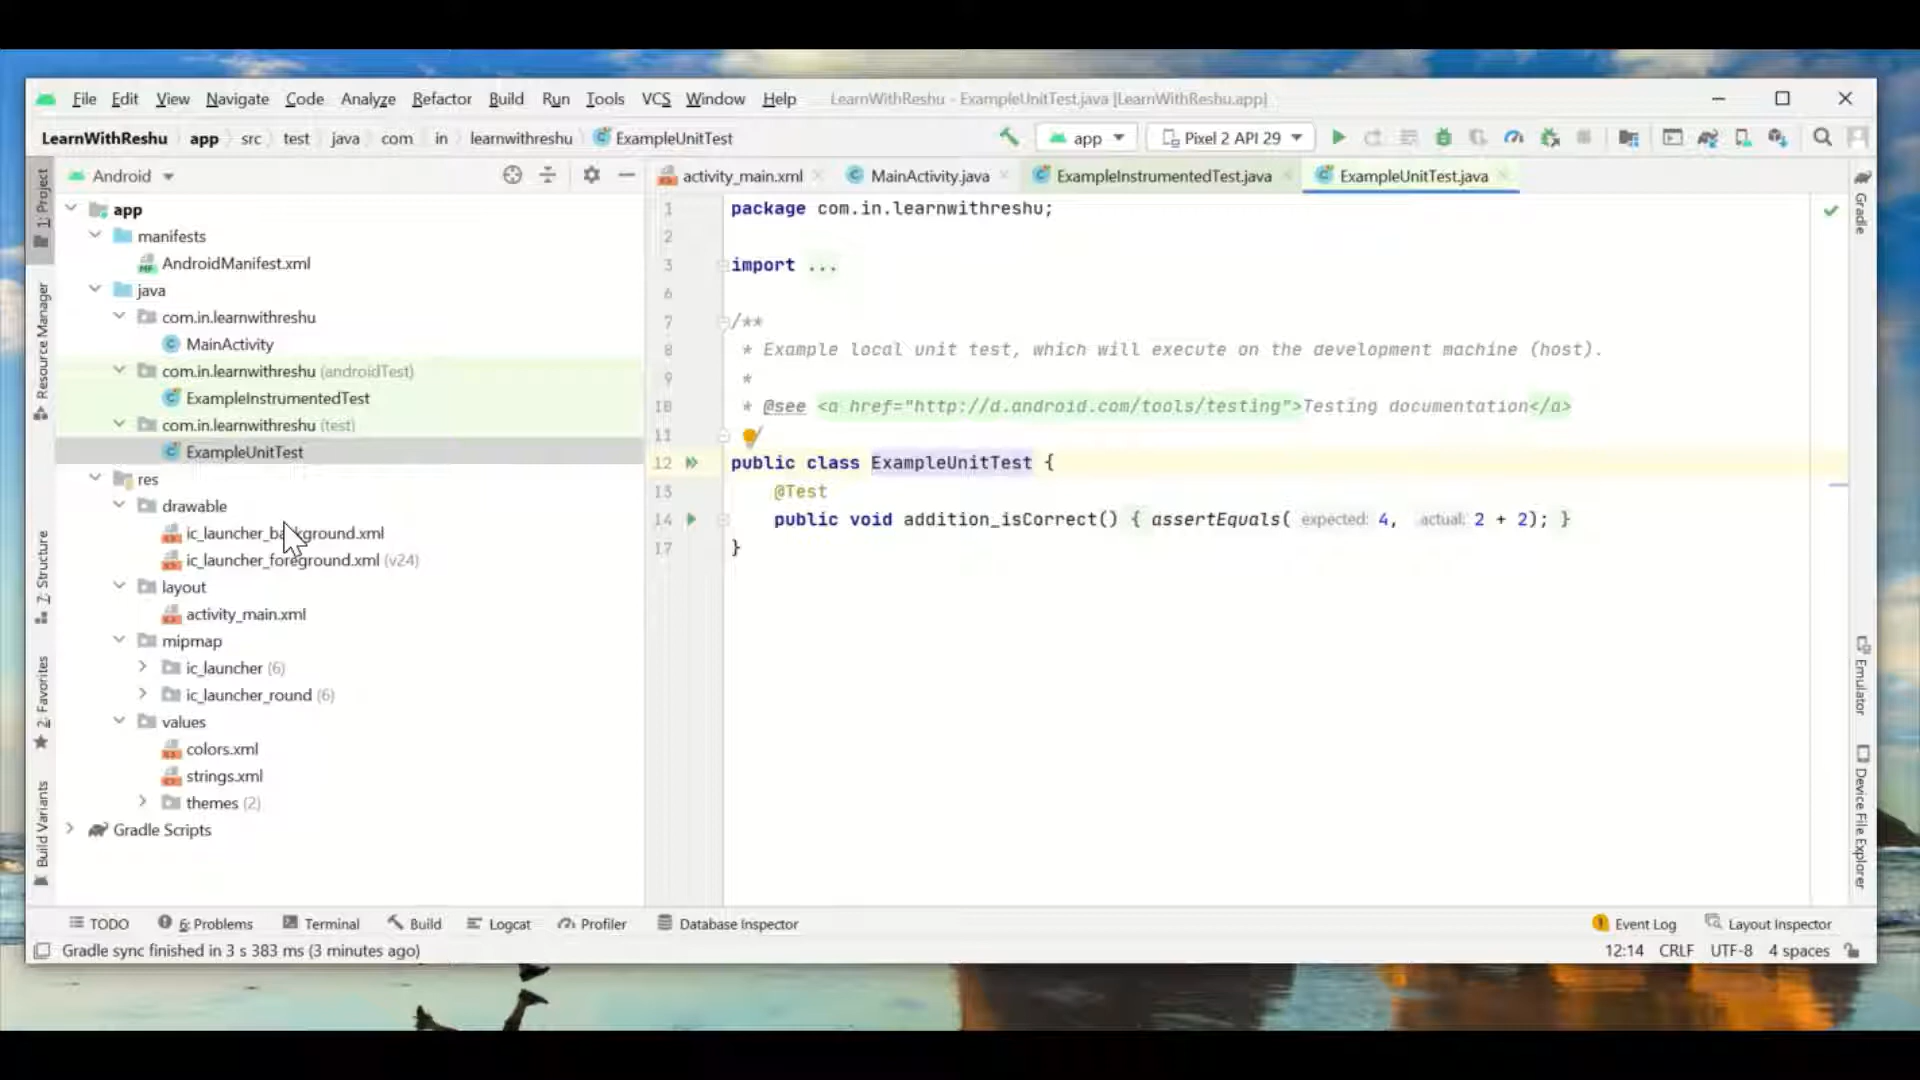 File Edit View Navigate Code Analyze Refactor Build Run Tools VCS Window Help LearnWithReshu - ExampleUnitTest.java [LearnWithReshu.app]
LearnWithReshu app src test java com in learnwithreshu ExampleUnitTest app Pixel 2 API 29
Android
activity_main.xml MainActivity.java ExampleInstrumentedTest.java ExampleUnitTest.java
1: Project
Resource Manager
7: Structure
2: Favorites
Build Variants
app
manifests
AndroidManifest.xml
java
com.in.learnwithreshu
MainActivity
com.in.learnwithreshu (androidTest)
ExampleInstrumentedTest
com.in.learnwithreshu (test)
ExampleUnitTest
res
drawable
ic_launcher_background.xml
ic_launcher_foreground.xml (v24)
layout
activity_main.xml
mipmap
ic_launcher (6)
ic_launcher_round (6)
values
colors.xml
strings.xml
themes (2)
Gradle Scripts
1 package com.in.learnwithreshu;
2
3 import ...
6
7 /**
8 * Example local unit test, which will execute on the development machine (host).
9 *
10 * @see <a href="http://d.android.com/tools/testing">Testing documentation</a>
11 */
12 public class ExampleUnitTest {
13 @Test
14 public void addition_isCorrect() { assertEquals( expected: 4, actual: 2 + 2); }
17 }
Gradle
Emulator
Device File Explorer
TODO 6: Problems Terminal Build Logcat Profiler Database Inspector Event Log Layout Inspector
Gradle sync finished in 3 s 383 ms (3 minutes ago) 12:14 CRLF UTF-8 4 spaces